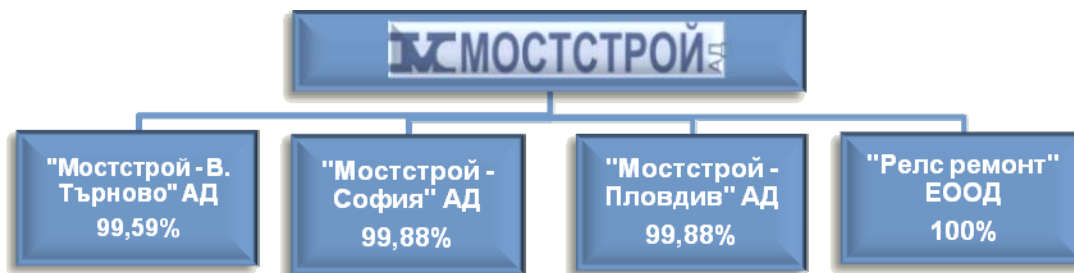 МОСТСТРОЙ АД
"Мостстрой - В.
Търново" АД
99,59%
"Мостстрой -
София" АД
99,88%
"Мостстрой -
Пловдив" АД
99,88%
"Релс ремонт"
ЕООД
100%